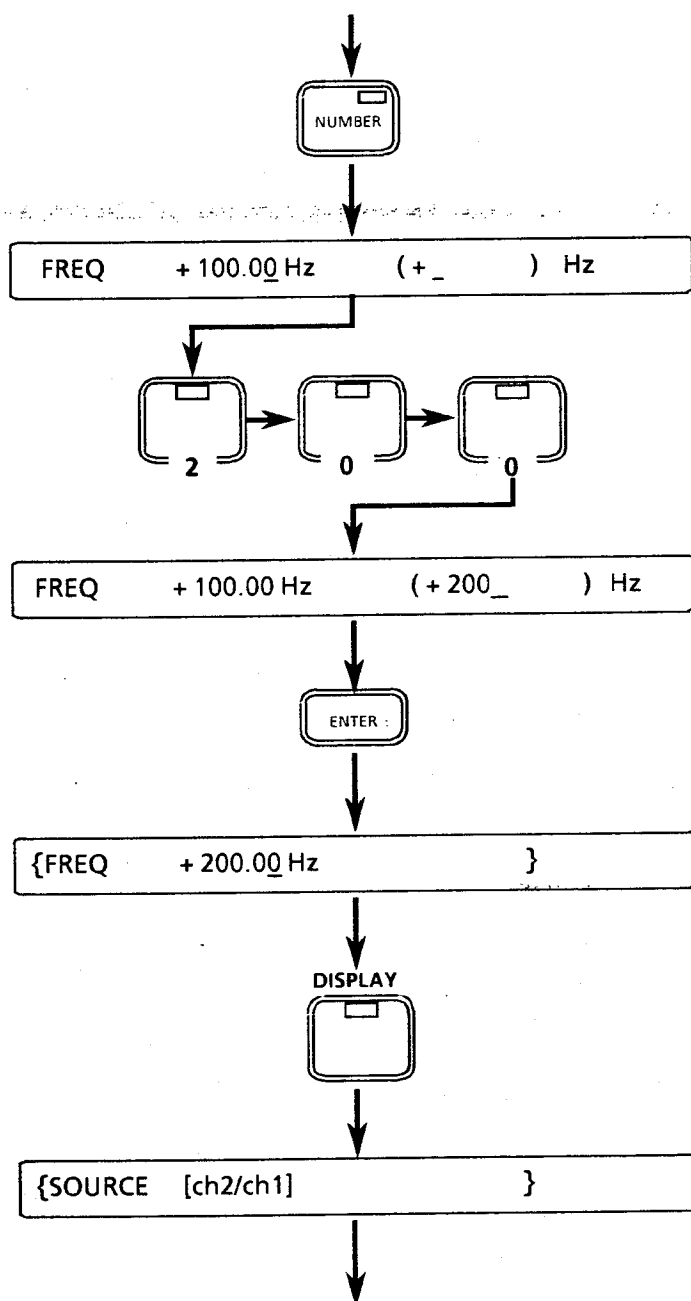 NUMBER
FREQ + 100.00 Hz (+_ ) Hz
2 0 0
FREQ + 100.00 Hz (+ 200_ ) Hz
ENTER
{FREQ + 200.00 Hz }
DISPLAY
{SOURCE [ch2/ch1] }